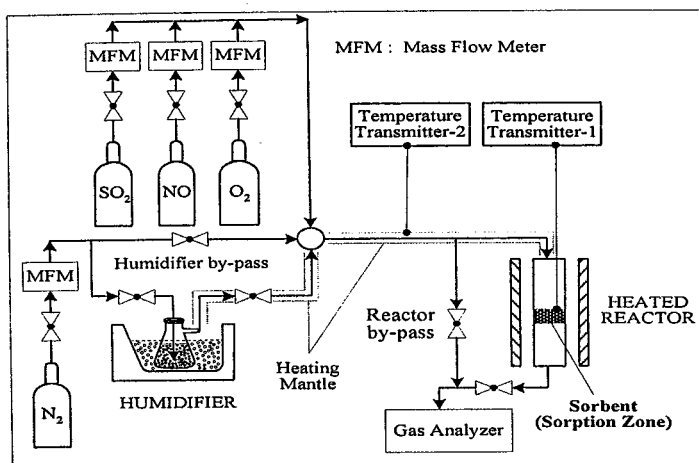 MFM
MFM
MFM
MFM : Mass Flow Meter
Temperature
Transmitter-2
Temperature
Transmitter-1
SO₂
NO
O₂
MFM
Humidifier by-pass
Reactor
by-pass
HEATED
REACTOR
Heating
Mantle
N₂
HUMIDIFIER
Sorbent
(Sorption Zone)
Gas Analyzer